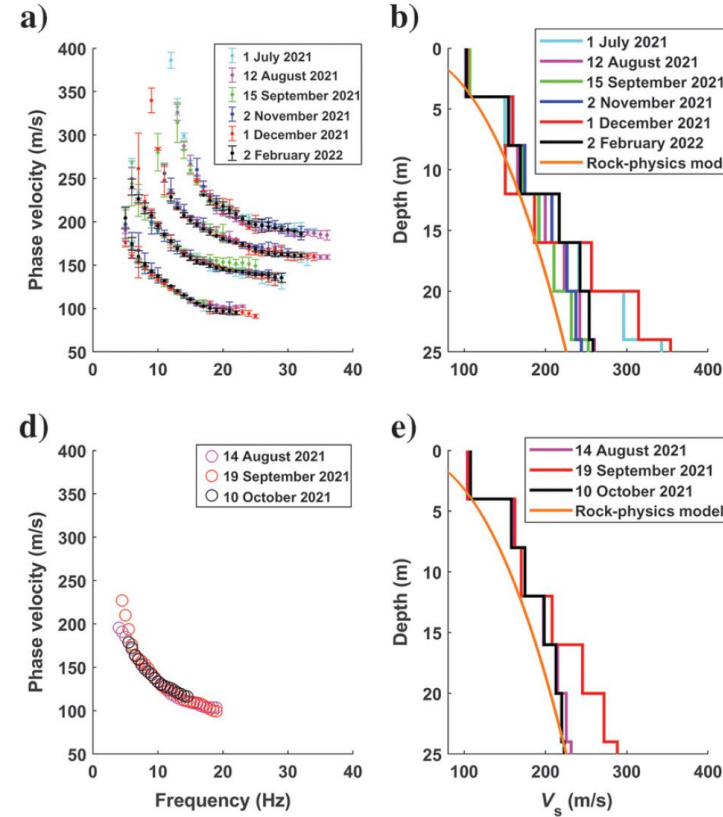 a)
400
350
300
250
200
150
100
50
Phase velocity (m/s)
0
10
20
30
40
1 July 2021
12 August 2021
15 September 2021
2 November 2021
1 December 2021
2 February 2022
b)
0
5
10
15
20
25
Depth (m)
100
200
300
400
1 July 2021
12 August 2021
15 September 2021
2 November 2021
1 December 2021
2 February 2022
Rock-physics mode
d)
400
350
300
250
200
150
100
50
Phase velocity (m/s)
0
10
20
30
40
Frequency (Hz)
14 August 2021
19 September 2021
10 October 2021
e)
0
5
10
15
20
25
Depth (m)
100
200
300
400
Vs (m/s)
14 August 2021
19 September 2021
10 October 2021
Rock-physics model